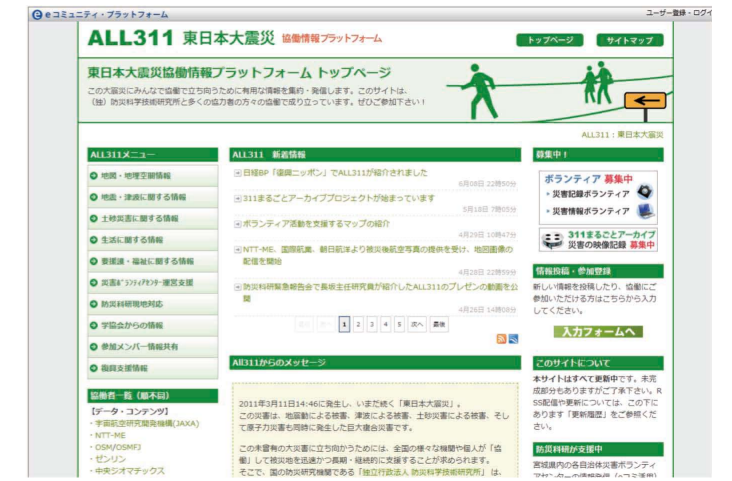 eコミュニティ・プラットフォーム
ユーザー登録・ログイ
ALL311 東日本大震災 協働情報プラットフォーム
トップページ
サイトマップ
東日本大震災協働情報プラットフォーム トップページ
この大震災にみんなで協働で立ち向うために有用な情報を集約・発信します。このサイトは、
(独)防災科学技術研究所と多くの協力者の方々の協働で成り立っています。ぜひご参加下さい!
ALL311:東日本大震災
ALL311メニュー
地図・地理空間情報
地震・津波に関する情報
土砂災害に関する情報
生活に関する情報
要援護・福祉に関する情報
災害ボランティアセンター運営支援
防災科研現地対応
学協会からの情報
参加メンバー情報共有
復興支援情報
協働者一覧(順不同)
【データ・コンテンツ】
・宇宙航空研究開発機構(JAXA)
・NTT-ME
・OSM/OSMFJ
・ゼンリン
・中央ジオマチックス
ALL311 新着情報
日経BP「復興ニッポン」でALL311が紹介されました
6月08日 22時50分
311まるごとアーカイブプロジェクトが始まっています
5月18日 7時05分
ボランティア活動を支援するマップの紹介
4月29日 10時47分
NTT-ME、国際航業、朝日航洋より被災後航空写真の提供を受け、地図画像の
配信を開始
4月28日 22時59分
防災科研緊急報告会で長坂主任研究員が紹介したALL311のプレゼンの動画を公
開
4月28日 14時08分
1 2 3 4 5 次へ 最後
All311からのメッセージ
2011年3月11日14:46に発生し、いまだ続く「東日本大震災」。
この災害は、地震動による被害、津波による被害、土砂災害による被害、そし
て原子力災害も同時に発生した巨大複合災害です。
この未曽有の大災害に立ち向かうためには、全国の様々な機関や個人が「協
働」して被災地を迅速かつ長期・継続的に支援することが求められます。
そこで、国の防災研究機関である「独立行政法人 防災科学技術研究所」は、
募集中!
ボランティア 募集中
・災害記録ボランティア
・災害情報ボランティア
311まるごとアーカイブ
災害の映像記録 募集中
情報投稿・参加登録
新しい情報を投稿したり、協働にご
参加いただける方はこちらから入力
してください。
入力フォームへ
このサイトについて
本サイトはすべて更新中です。未完
成部分もありますがご了承下さい。R
SS配信や更新については、この下に
あります「更新履歴」をご参照くだ
さい。
防災科研が支援中
宮城県内の各自治体災害ボランティ
アセンターの情報発信（eコミ活用）